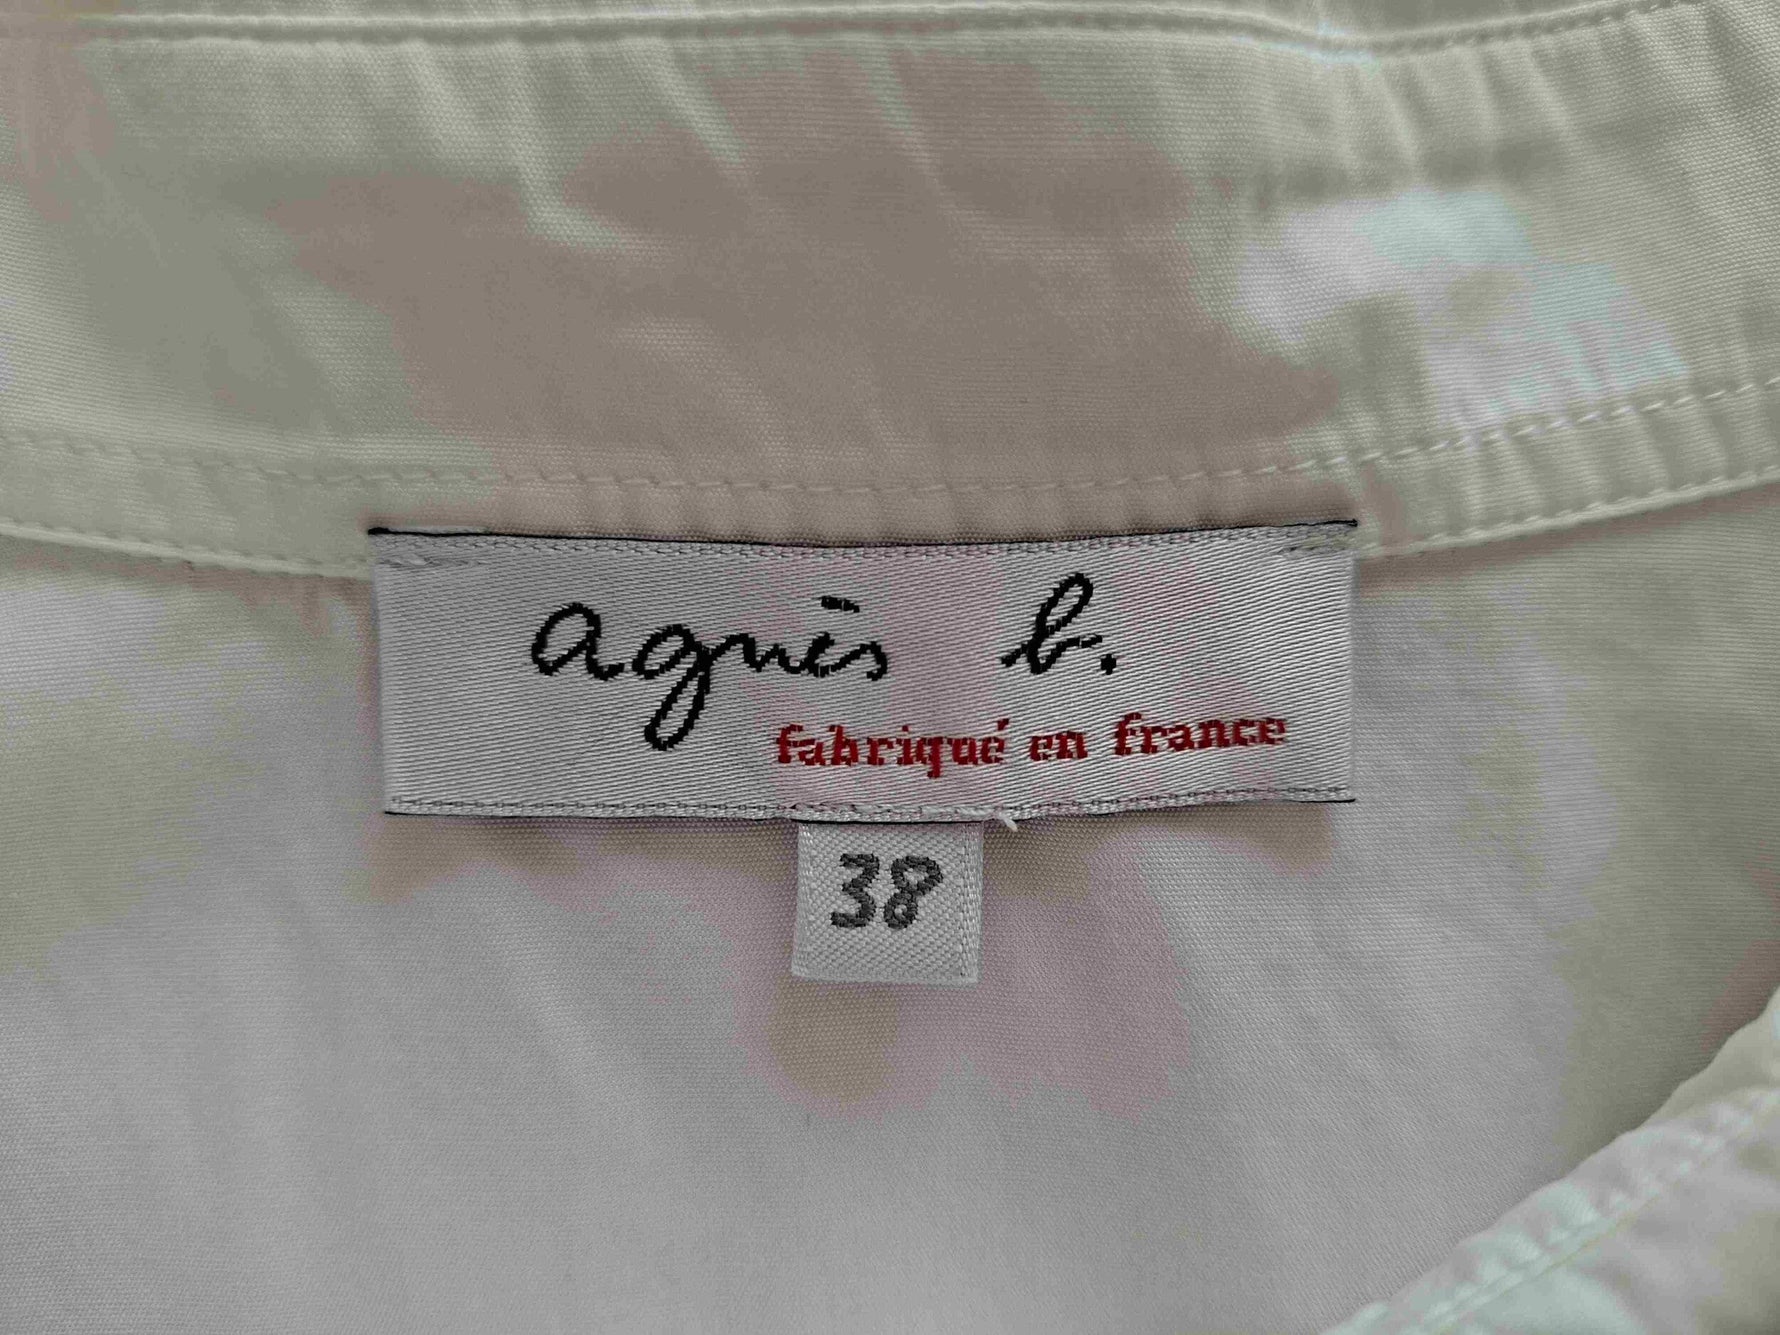 agnès b.
fabriqué en france
38